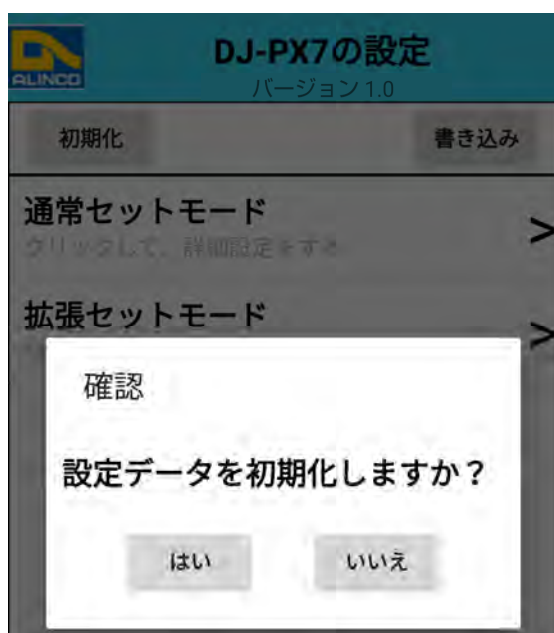 ALINCO
DJ-PX7の設定
バージョン 1.0
初期化
書き込み
通常セットモード
>
クリックして、詳細設定をする
拡張セットモード
>
確認
設定データを初期化しますか？
はい
いいえ